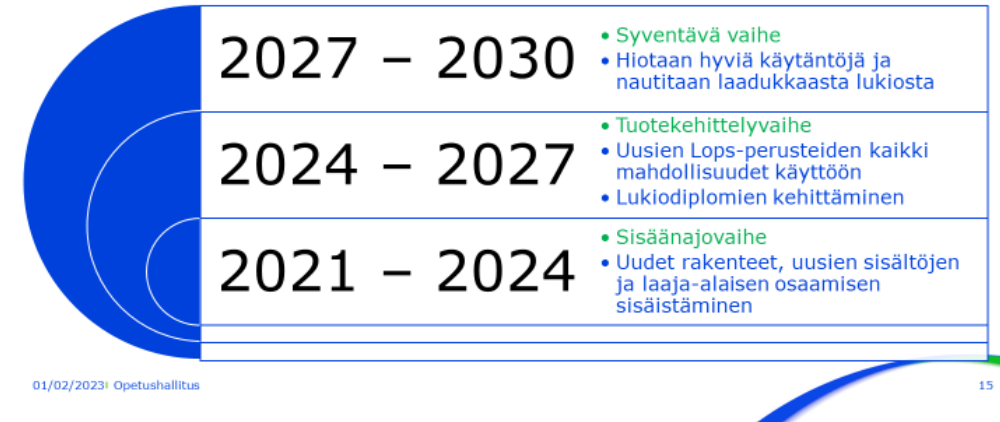 2027 – 2030
• Syventävä vaihe
• Hiotaan hyviä käytäntöjä ja
nautitaan laadukkaasta lukiosta
2024 – 2027
• Tuotekehittelyvaihe
• Uusien Lops-perusteiden kaikki
mahdollisuudet käyttöön
• Lukiodiplomien kehittäminen
2021 – 2024
• Sisäänajovaihe
• Uudet rakenteet, uusien sisältöjen
ja laaja-alaisen osaamisen
sisäistäminen
01/02/2023 Opetushallitus
15